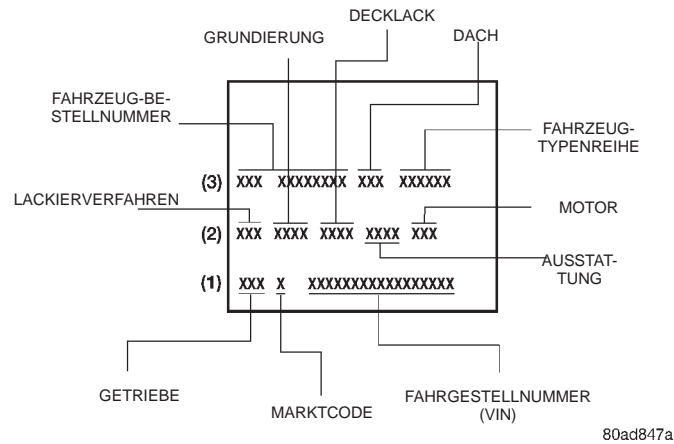 DECKLACK
GRUNDIERUNG
DACH
FAHRZEUG-BE-
STELLNUMMER
FAHRZEUG-
TYPENREIHE
(3) XXX XXXXXXXX XXX XXXXXX
LACKIERVERFAHREN
MOTOR
(2) XXX XXXX XXXX XXXX XXX
AUSSTAT-
TUNG
(1) XXX X XXXXXXXXXXXXXXXXX
GETRIEBE
MARKTCODE
FAHRGESTELLNUMMER
(VIN)
80ad847a